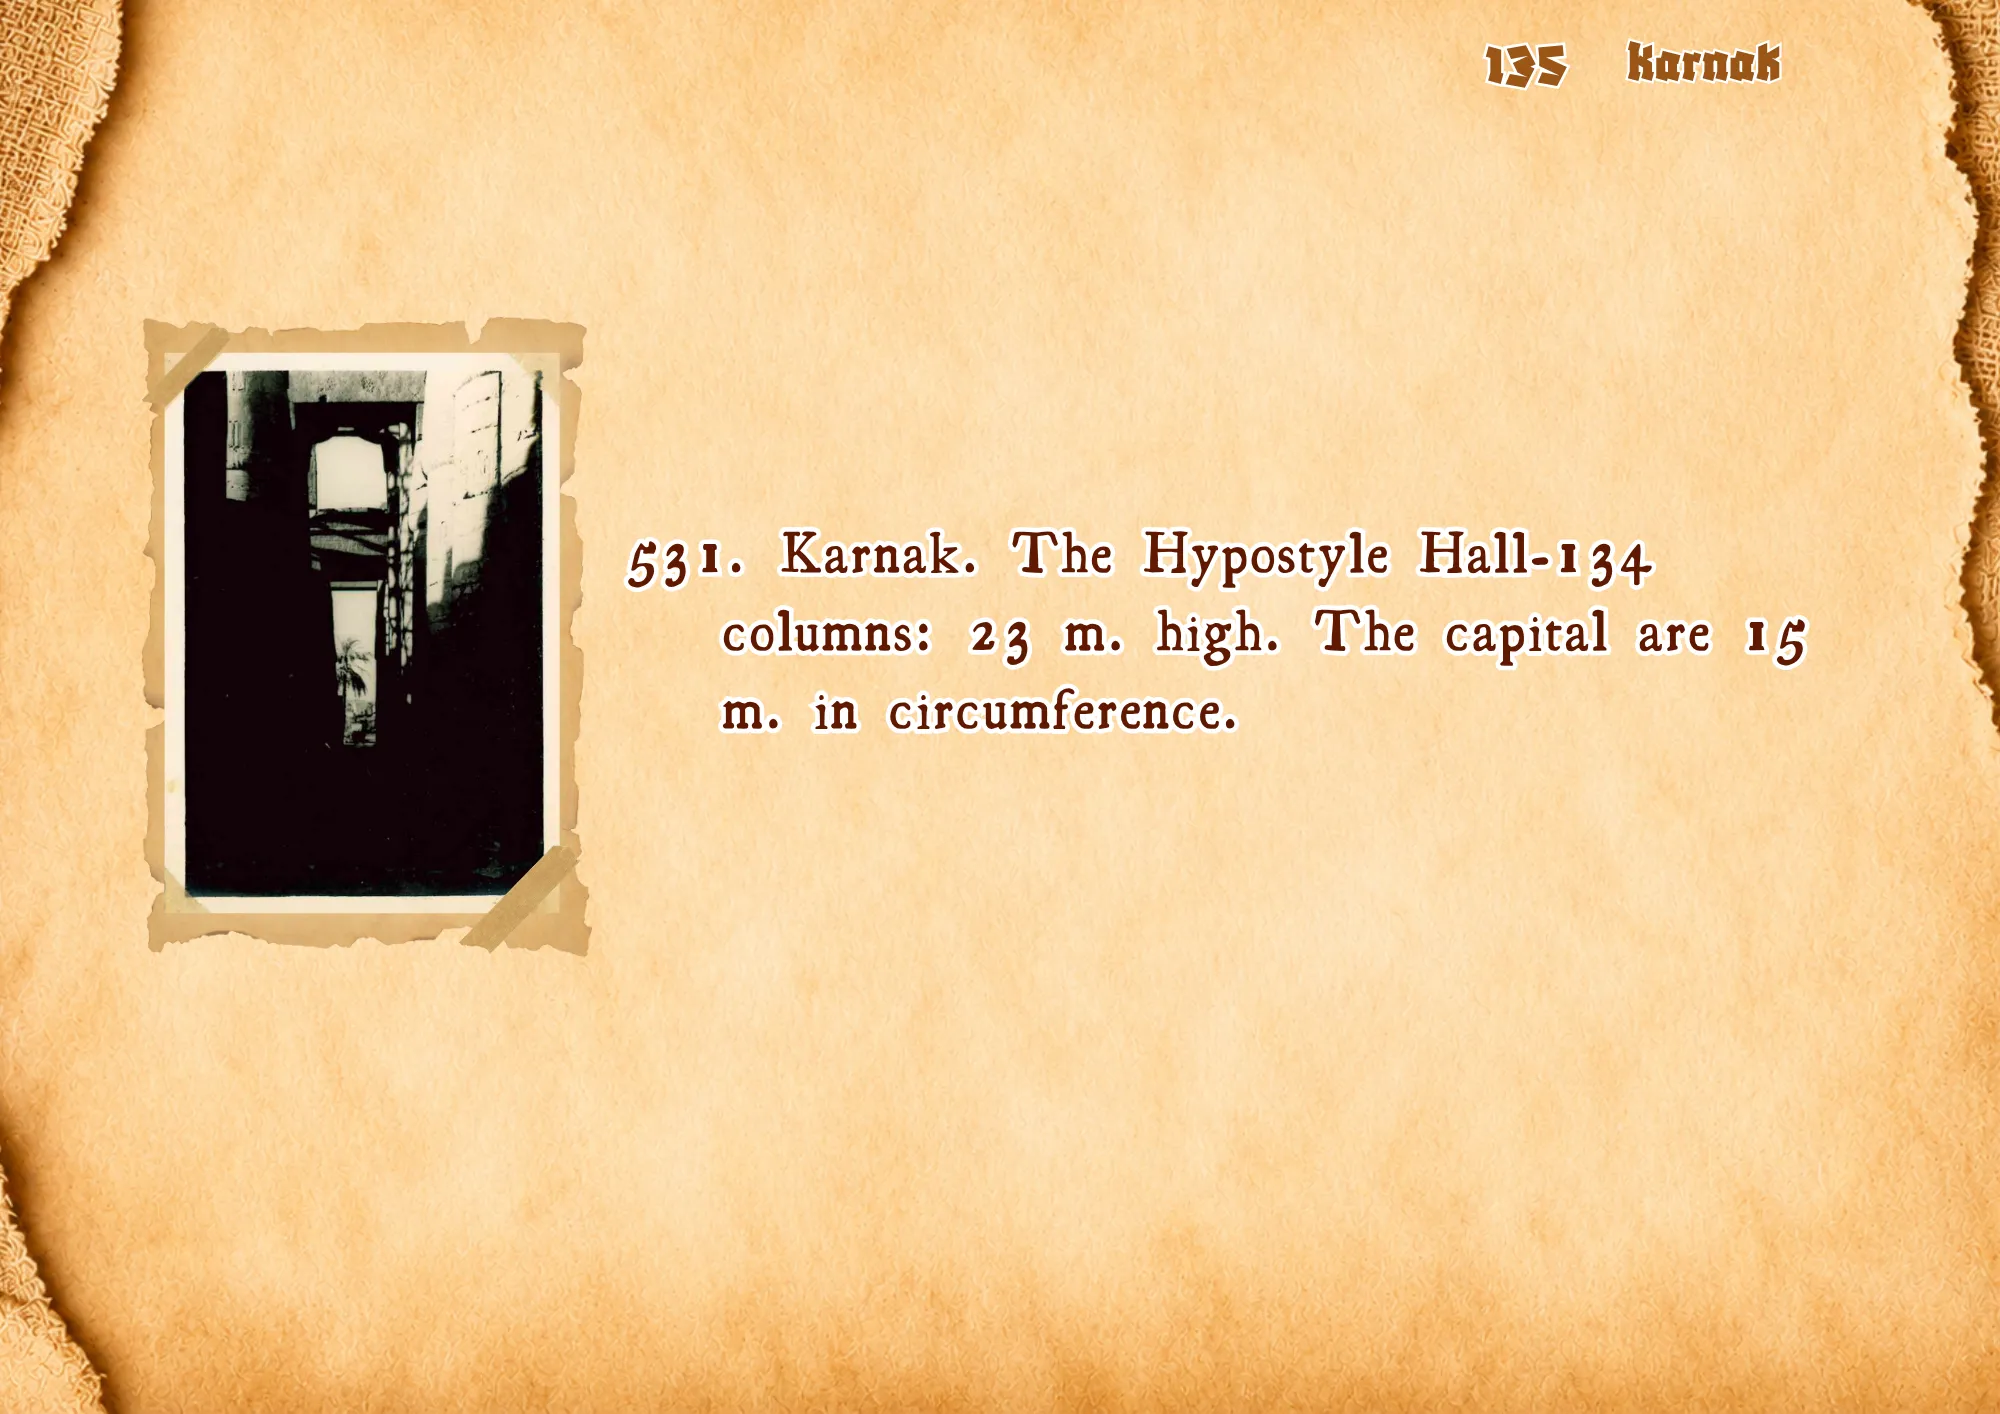 135 Karnak
531. Karnak. The Hypostyle Hall-134
columns: 23 m. high. The capital are 15
m. in circumference.